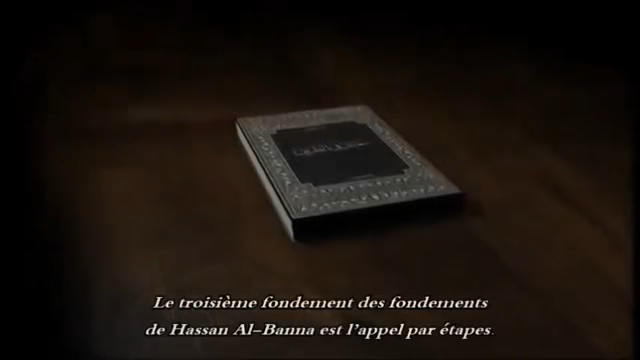 Le troisième fondement des fondements
de Hassan Al-Banna est l'appel par étapes.